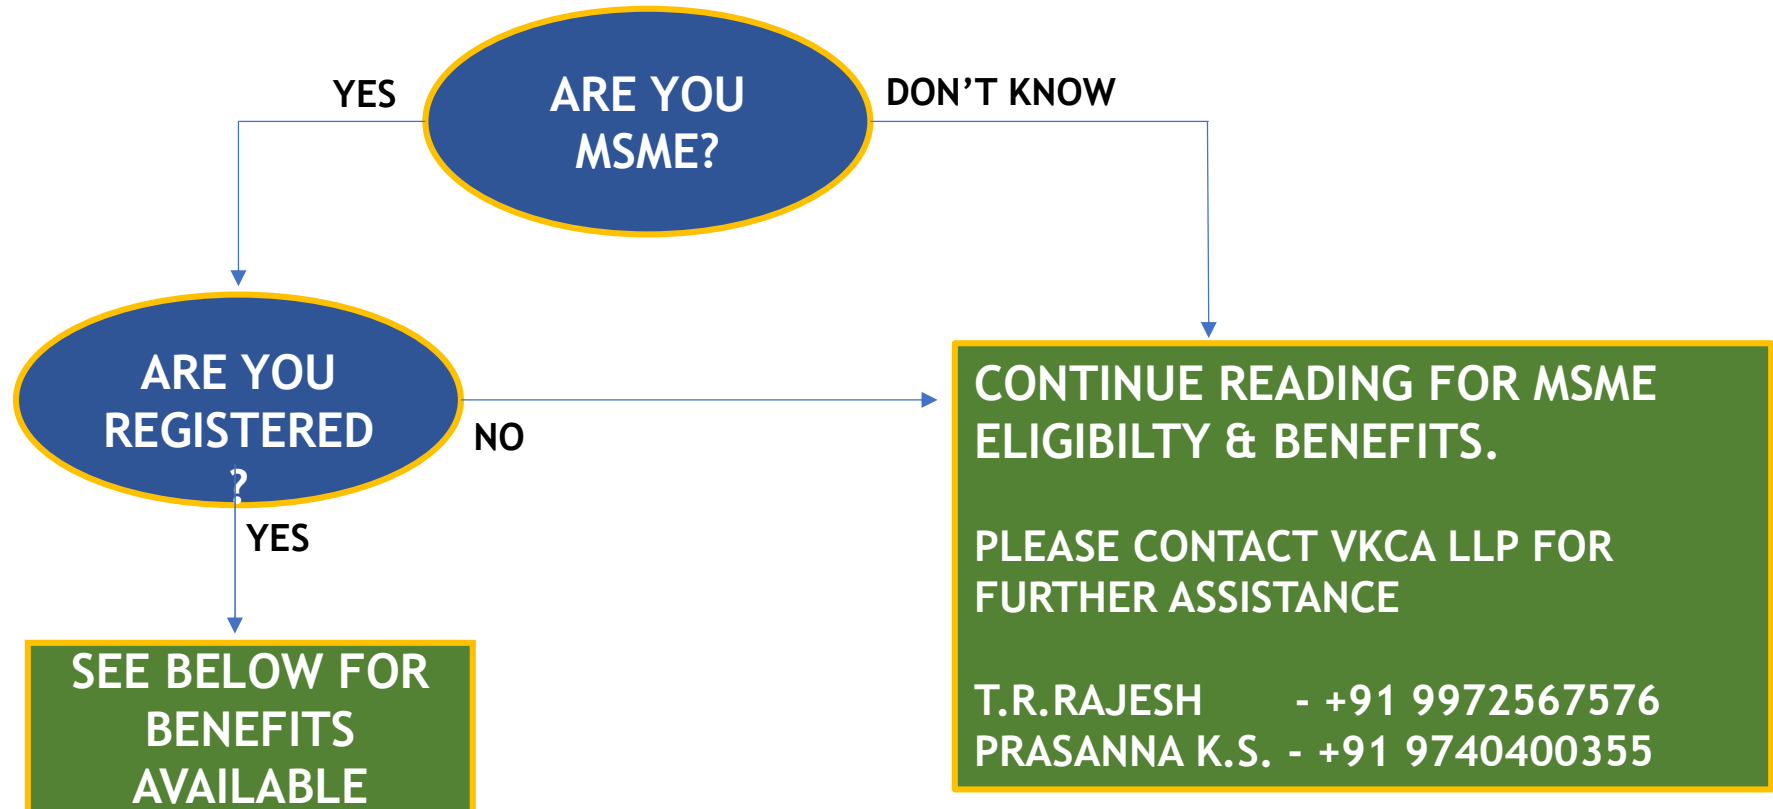 YES
ARE YOU
MSME?
DON'T KNOW
ARE YOU
REGISTERED
?
NO
YES
CONTINUE READING FOR MSME
ELIGIBILTY & BENEFITS.
PLEASE CONTACT VKCA LLP FOR
FURTHER ASSISTANCE
T.R.RAJESH - +91 9972567576
PRASANNA K.S. - +91 9740400355
SEE BELOW FOR
BENEFITS
AVAILABLE